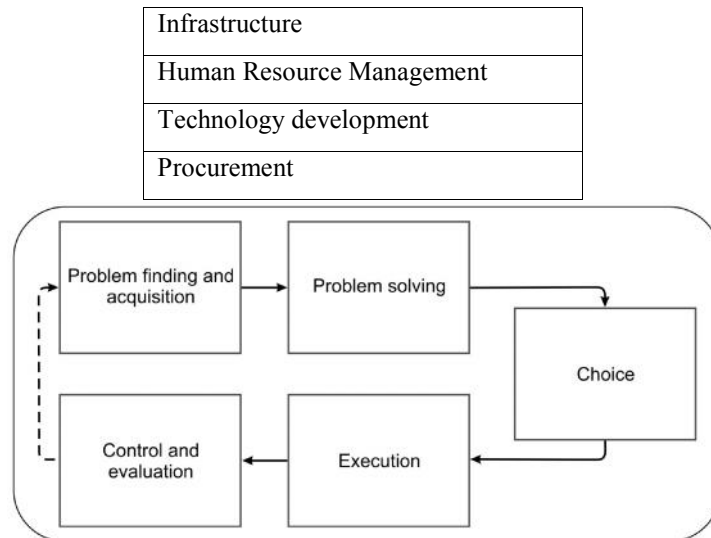 Infrastructure
Human Resource Management
Technology development
Procurement
Problem finding and
acquisition
Problem solving
Choice
Control and
evaluation
Execution